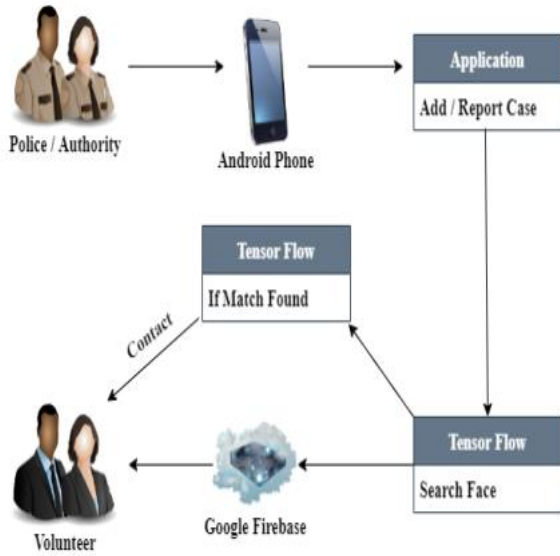 Application
Add / Report Case
Police / Authority
Android Phone
Tensor Flow
If Match Found
Contact
Tensor Flow
Search Face
Google Firebase
Volunteer